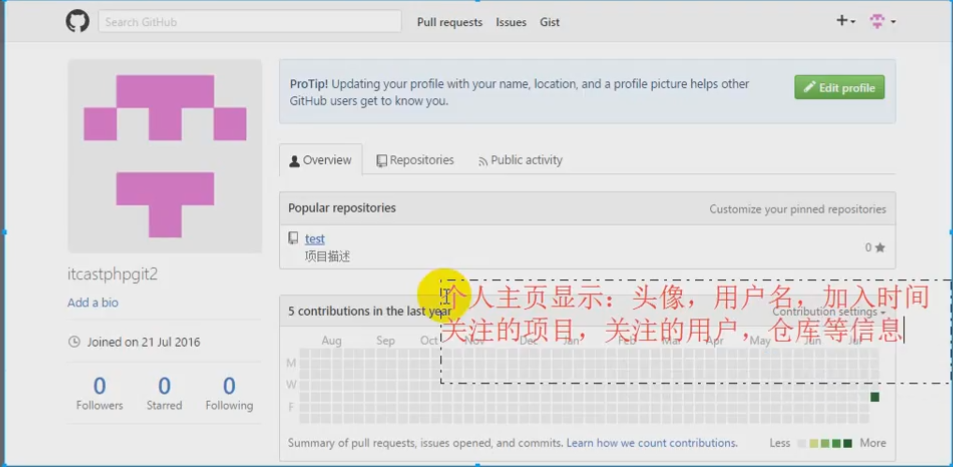 Search GitHub
Pull requests
Issues
Gist
ProTip! Updating your profile with your name, location, and a profile picture helps other
GitHub users get to know you.
Edit profile
Overview
Repositories
Public activity
Popular repositories
Customize your pinned repositories
test
项目描述
0
itcastphpgit2
Add a bio
Joined on 21 Jul 2016
0
Followers
0
Starred
0
Following
个人主页显示：头像，用户名，加入时间
关注的项目，关注的用户，仓库等信息
5 contributions in the last year
Contribution settings
Aug
Sep
Oct
Nov
Dec
Jan
Feb
Mar
Apr
May
Jun
Jul
M
W
F
Summary of pull requests, issues opened, and commits. Learn how we count contributions.
Less
More